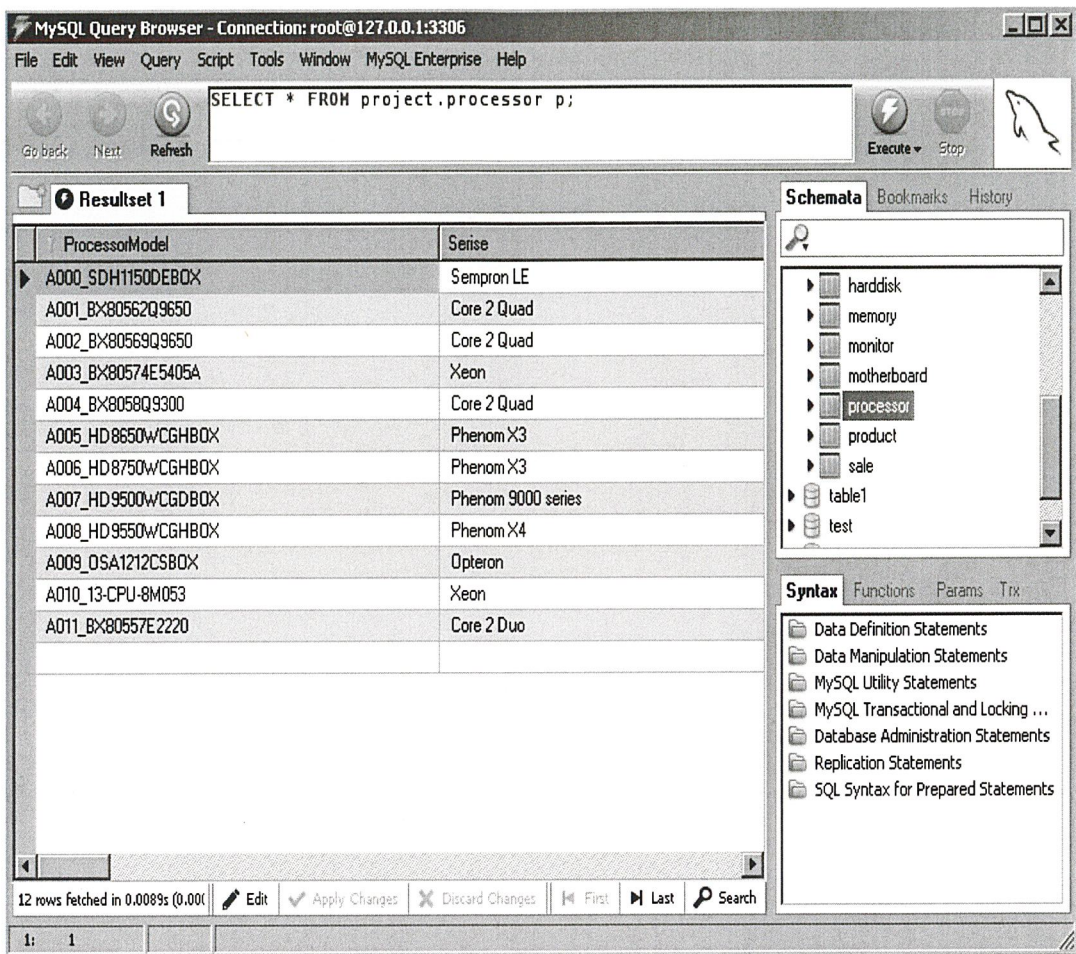 MySQL Query Browser - Connection: root@127.0.0.1:3306
File Edit View Query Script Tools Window MySQL Enterprise Help
SELECT * FROM project.processor p;
Go back Next Refresh Execute Stop
Resultset 1
ProcessorModel Serise
A000_SDH1150DEBOX Sempron LE
A001_BX80562Q9650 Core 2 Quad
A002_BX80569Q9650 Core 2 Quad
A003_BX80574E5405A Xeon
A004_BX8058Q9300 Core 2 Quad
A005_HD8650WCGHBOX Phenom X3
A006_HD8750WCGHBOX Phenom X3
A007_HD9500WCGDBOX Phenom 9000 series
A008_HD9550WCGHBOX Phenom X4
A009_OSA1212CSBOX Opteron
A010_13-CPU-8M053 Xeon
A011_BX80557E2220 Core 2 Duo
12 rows fetched in 0.0089s (0.00( Edit Apply Changes Discard Changes First Last Search
1: 1
Schemata Bookmarks History
harddisk
memory
monitor
motherboard
processor
product
sale
table1
test
Syntax Functions Params Trx
Data Definition Statements
Data Manipulation Statements
MySQL Utility Statements
MySQL Transactional and Locking ...
Database Administration Statements
Replication Statements
SQL Syntax for Prepared Statements